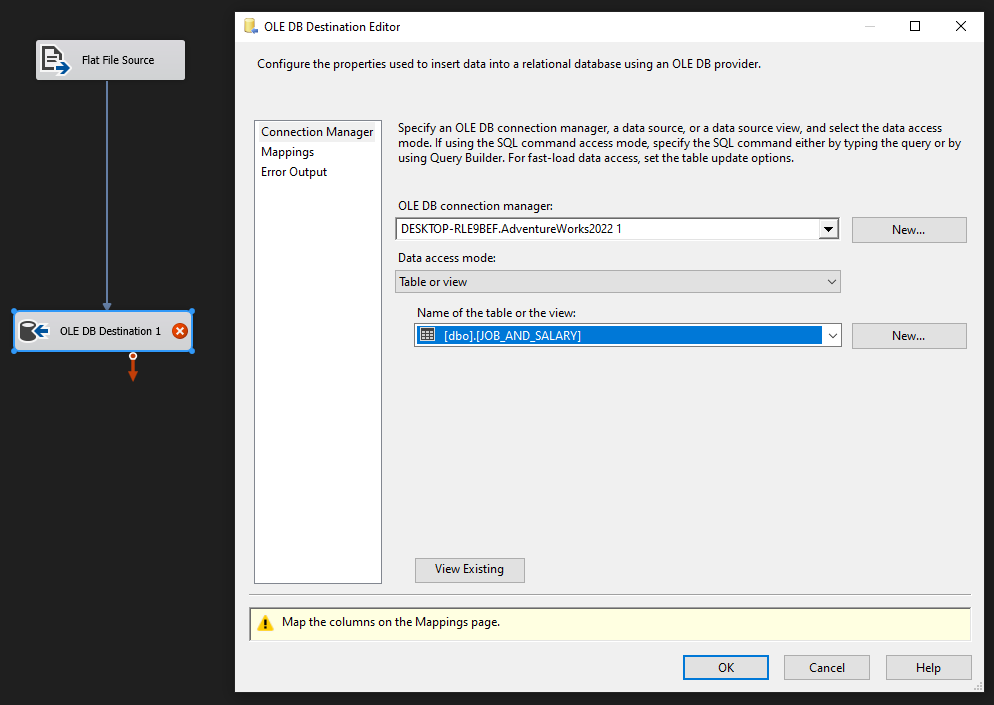 Flat File Source
OLE DB Destination 1
OLE DB Destination Editor
Configure the properties used to insert data into a relational database using an OLE DB provider.
Connection Manager
Mappings
Error Output
Specify an OLE DB connection manager, a data source, or a data source view, and select the data access
mode. If using the SQL command access mode, specify the SQL command either by typing the query or by
using Query Builder. For fast-load data access, set the table update options.
OLE DB connection manager:
DESKTOP-RLE9BEF.AdventureWorks2022 1
New...
Data access mode:
Table or view
Name of the table or the view:
[dbo].[JOB_AND_SALARY]
New...
View Existing
Map the columns on the Mappings page.
OK
Cancel
Help